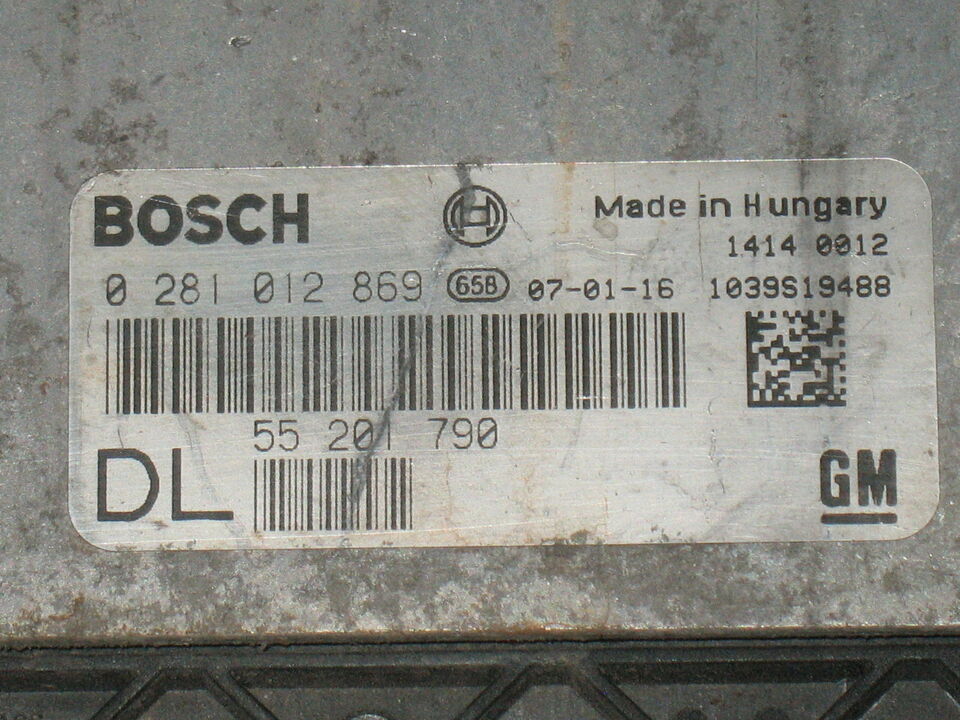 BOSCH
Made in Hungary
1414 0012
0 281 012 869 658 07-01-16 1039S19488
55 201 790
DL
GM